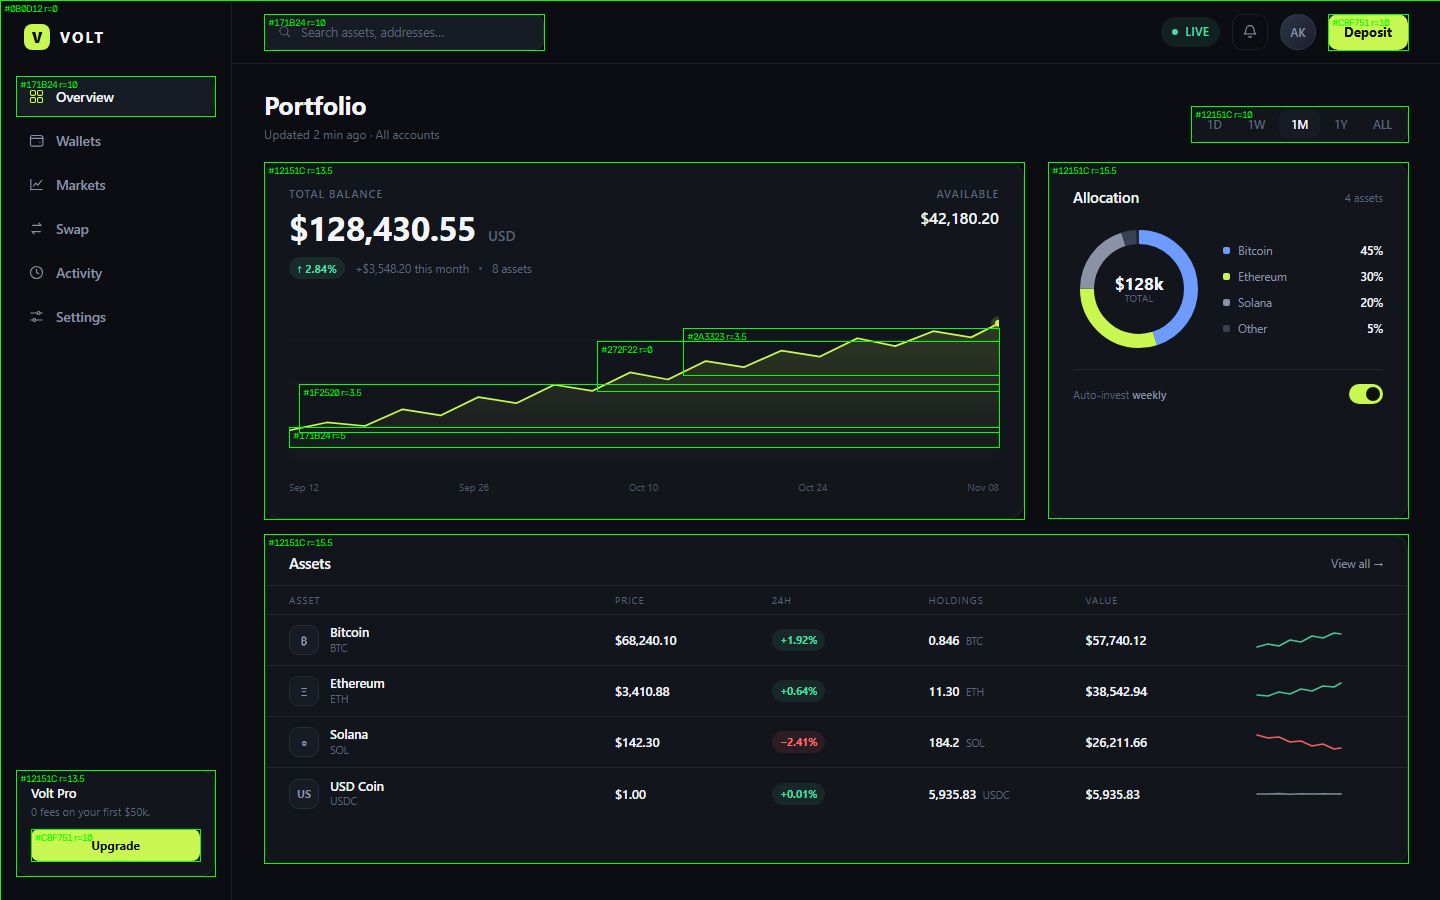 #0B0D12 r=0
V VOLT
#171B24 r=10
Search assets, addresses...
LIVE
AK
#C8F751 r=10
Deposit
#171B24 r=10
Overview
Wallets
Markets
Swap
Activity
Settings
#12151C r=13.5
Volt Pro
0 fees on your first $50k.
#C8F751 r=10
Upgrade
Portfolio
Updated 2 min ago · All accounts
#12151C r=10
1D 1W 1M 1Y ALL
#12151C r=13.5
TOTAL BALANCE
$128,430.55 USD
↑ 2.84% +$3,548.20 this month • 8 assets
AVAILABLE
$42,180.20
#2A3323 r=3.5
#272F22 r=0
#1F2520 r=3.5
#171B24 r=5
Sep 12 Sep 26 Oct 10 Oct 24 Nov 08
#12151C r=15.5
Allocation 4 assets
$128k
TOTAL
Bitcoin 45%
Ethereum 30%
Solana 20%
Other 5%
Auto-invest weekly
#12151C r=15.5
Assets View all →
ASSET PRICE 24H HOLDINGS VALUE
Bitcoin
BTC
$68,240.10 +1.92% 0.846 BTC $57,740.12
Ethereum
ETH
$3,410.88 +0.64% 11.30 ETH $38,542.94
Solana
SOL
$142.30 −2.41% 184.2 SOL $26,211.66
US
USD Coin
USDC
$1.00 +0.01% 5,935.83 USDC $5,935.83